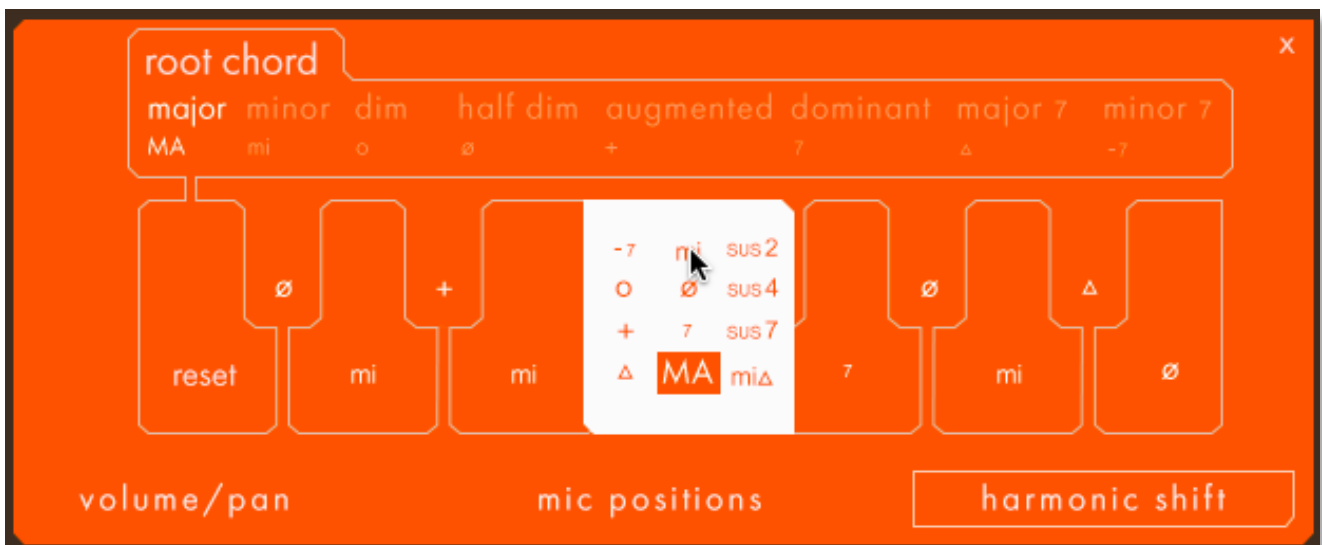 root chord x
major minor dim half dim augmented dominant major 7 minor 7
MA mi o ø + 7 △ -7
-7 mi sus2
ø + o ø sus4 ø △
+ 7 sus7
reset mi mi △ MA mi△ 7 mi ø
volume/pan mic positions harmonic shift